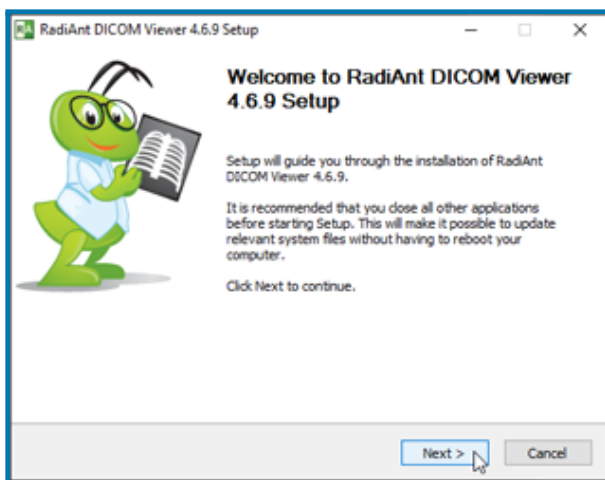 RA RadiAnt DICOM Viewer 4.6.9 Setup
Welcome to RadiAnt DICOM Viewer
4.6.9 Setup
Setup will guide you through the installation of RadiAnt
DICOM Viewer 4.6.9.
It is recommended that you close all other applications
before starting Setup. This will make it possible to update
relevant system files without having to reboot your
computer.
Click Next to continue.
Next > Cancel